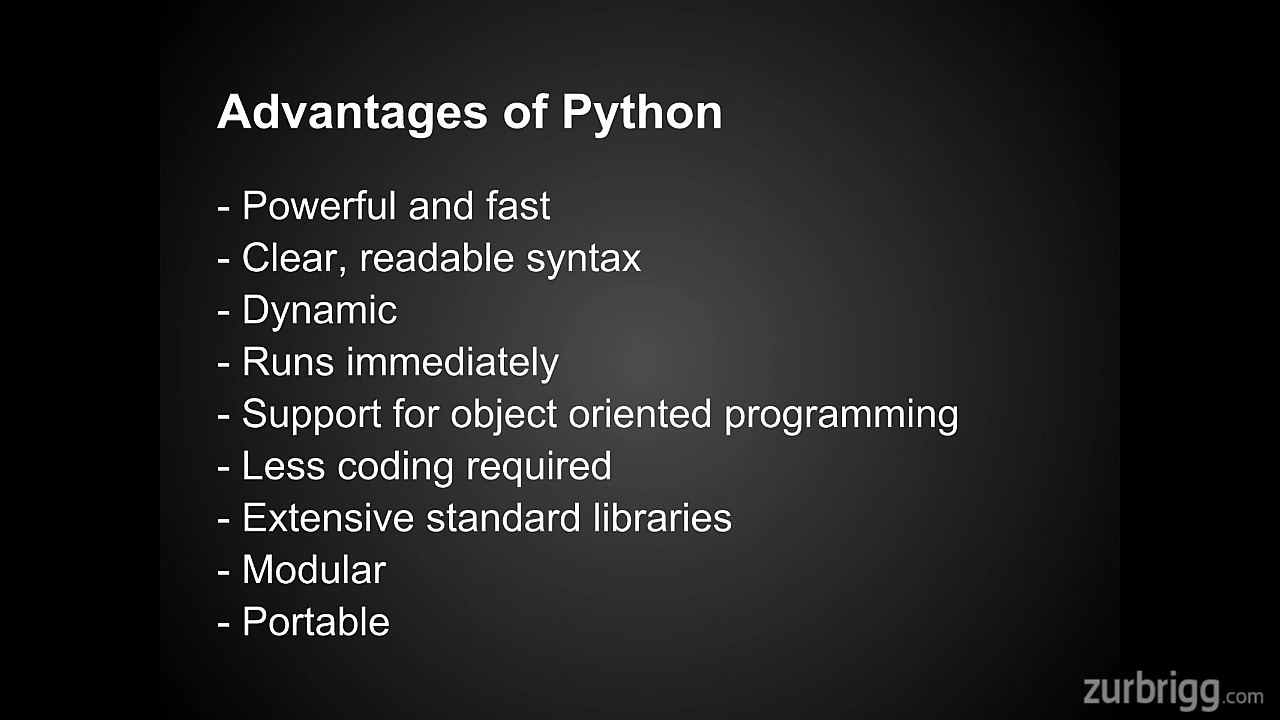 Advantages of Python
- Powerful and fast
- Clear, readable syntax
- Dynamic
- Runs immediately
- Support for object oriented programming
- Less coding required
- Extensive standard libraries
- Modular
- Portable
zurbrigg.com